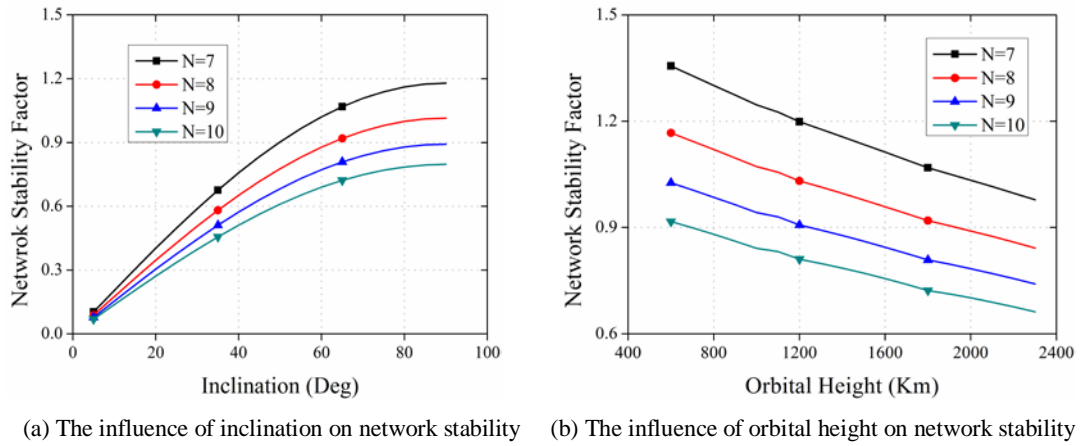 1.5
1.2
0.9
0.6
0.3
0.0
Netwrok Stability Factor
N=7
N=8
N=9
N=10
0 20 40 60 80 100
Inclination (Deg)
(a) The influence of inclination on network stability
1.5
1.2
0.9
0.6
Network Stability Factor
N=7
N=8
N=9
N=10
400 800 1200 1600 2000 2400
Orbital Height (Km)
(b) The influence of orbital height on network stability